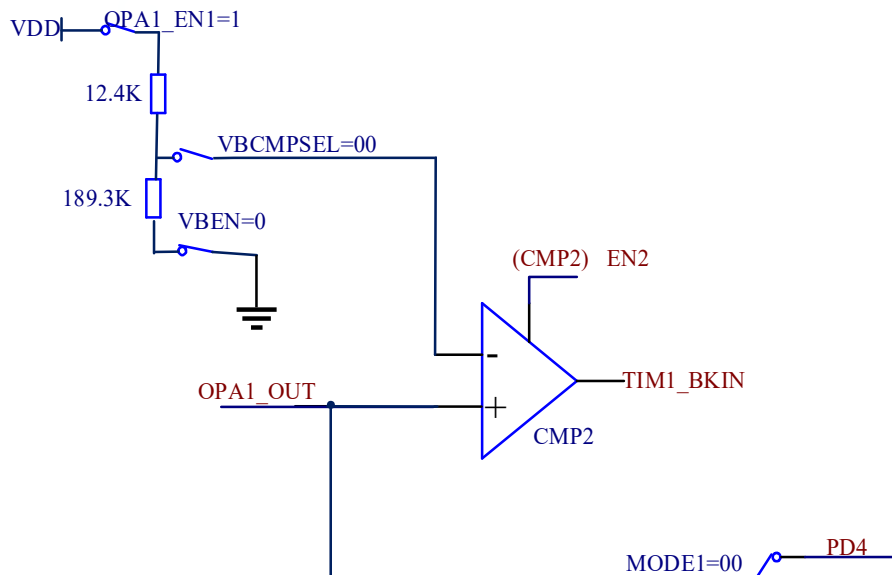 VDD
OPA1_EN1=1
12.4K
VBCMPSEL=00
189.3K
VBEN=0
(CMP2) EN2
-
OPA1_OUT
TIM1_BKIN
+
CMP2
PD4
MODE1=00